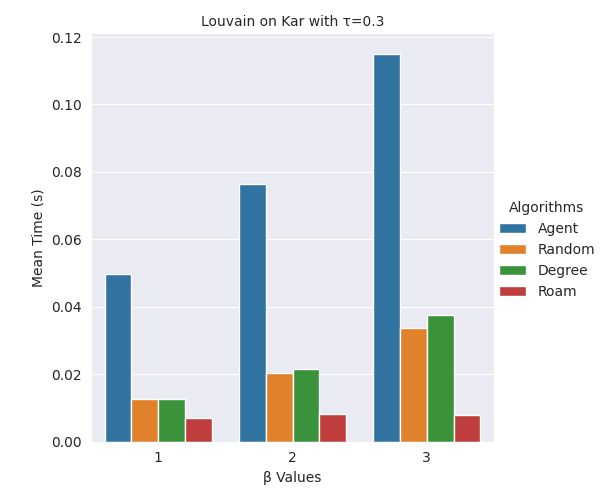 Louvain on Kar with τ=0.3
0.12
0.10
0.08
0.06
0.04
0.02
0.00
Mean Time (s)
1 2 3
β Values
Algorithms
Agent
Random
Degree
Roam